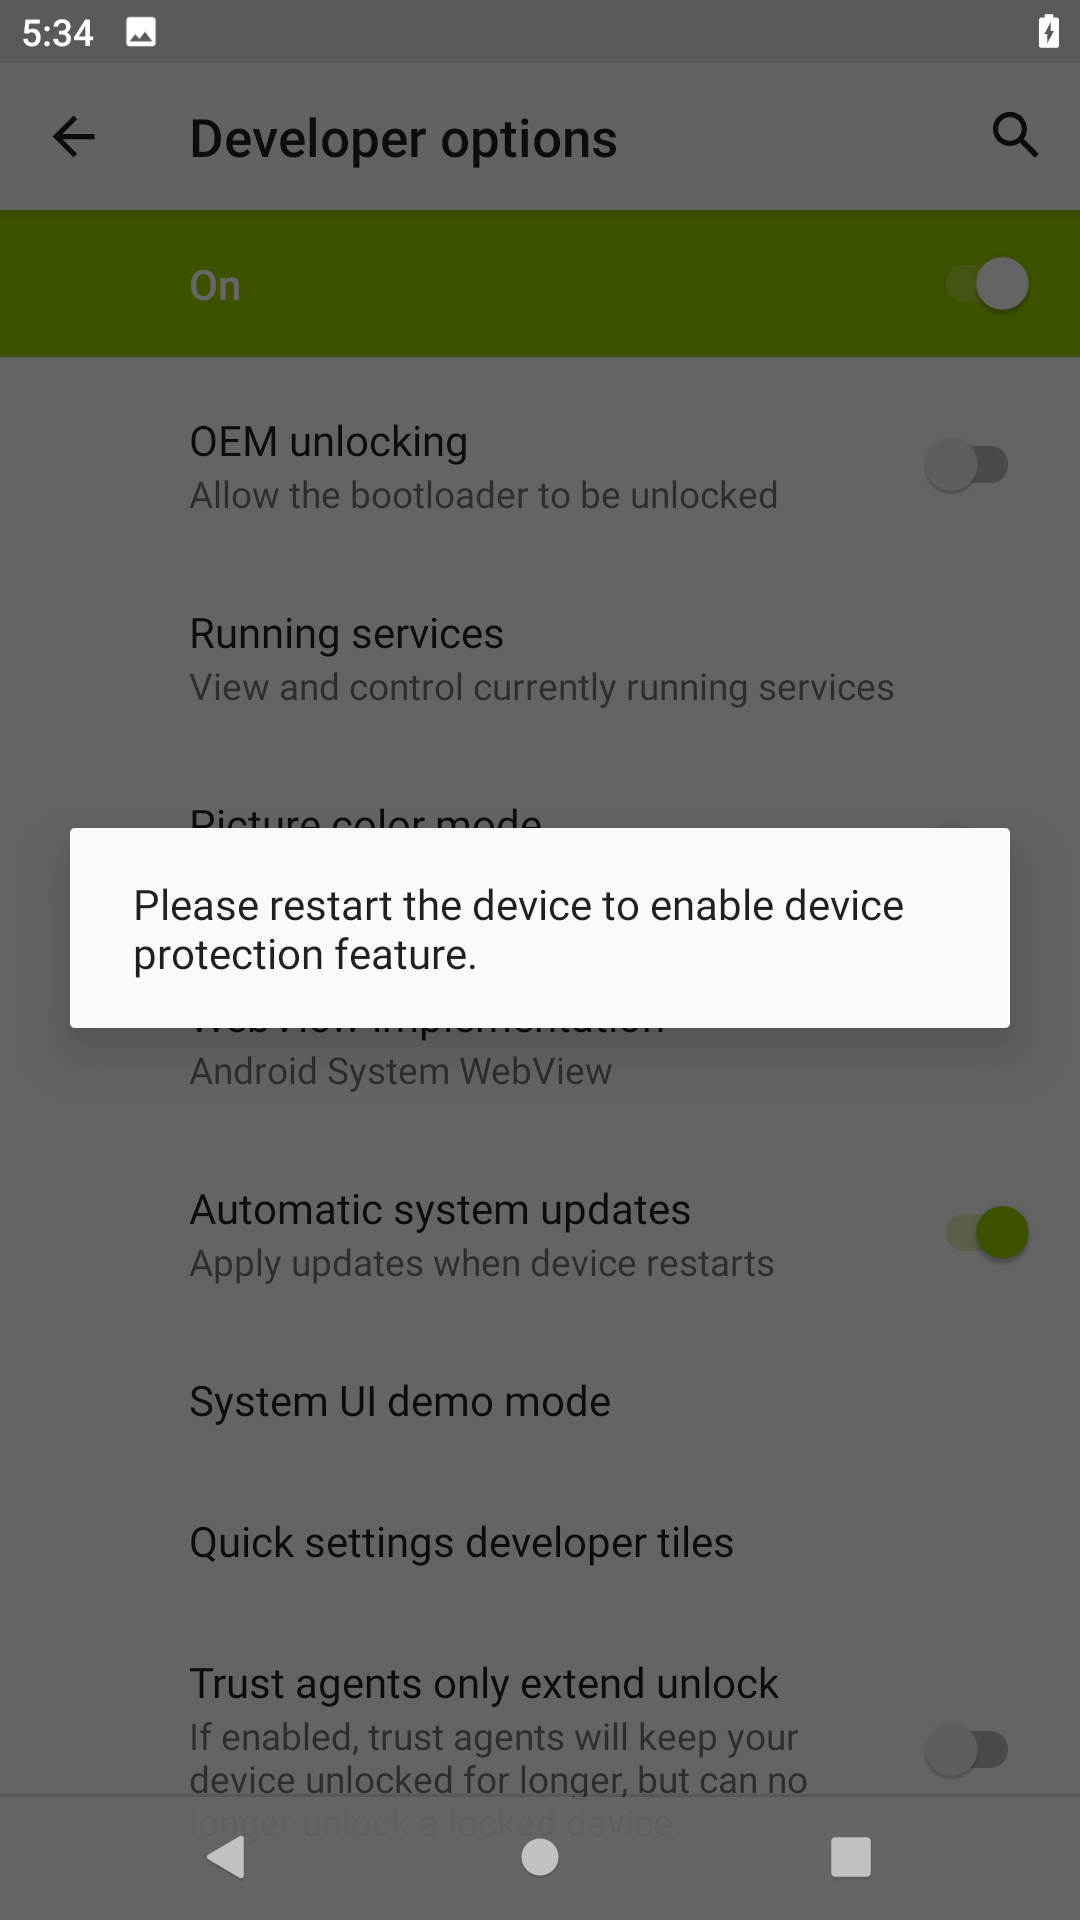 5:34
Developer options
On
OEM unlocking
Allow the bootloader to be unlocked
Running services
View and control currently running services
Picture color mode
Please restart the device to enable device
protection feature.
WebView implementation
Android System WebView
Automatic system updates
Apply updates when device restarts
System UI demo mode
Quick settings developer tiles
Trust agents only extend unlock
If enabled, trust agents will keep your
device unlocked for longer, but can no
longer unlock a locked device.